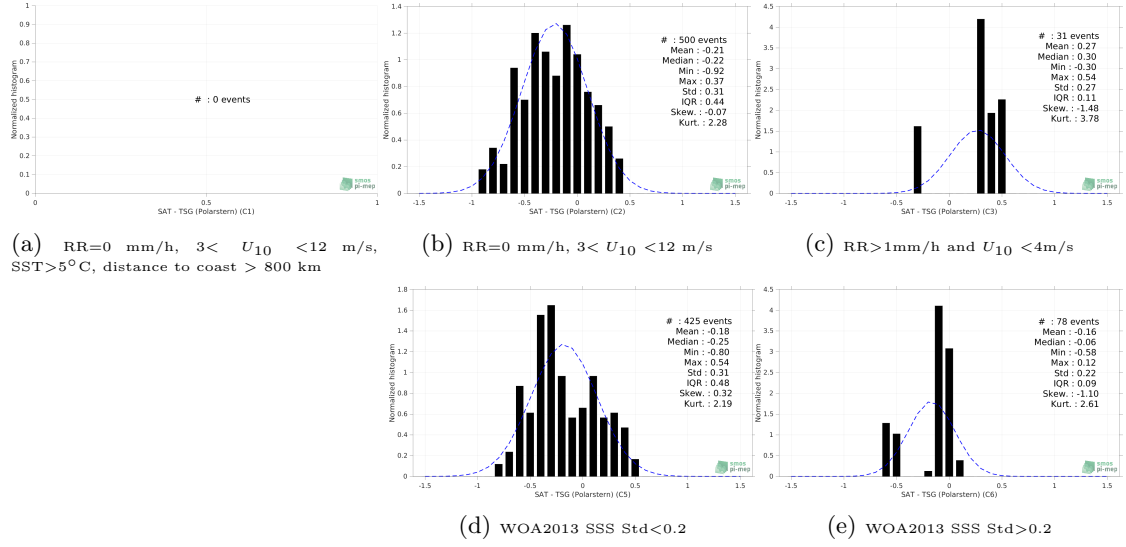 1
0.9
0.8
0.7
0.6
0.5
0.4
0.3
0.2
0.1
0
Normalized histogram
# : 0 events
smos
pi-mep
0 0.5 1
SAT - TSG (Polarstern) (C1)
(a) RR=0 mm/h, 3< U10 <12 m/s,
SST>5°C, distance to coast > 800 km
1.4
1.2
1
0.8
0.6
0.4
0.2
0
Normalized histogram
# : 500 events
Mean : -0.21
Median : -0.22
Min : -0.92
Max : 0.37
Std : 0.31
IQR : 0.44
Skew. : -0.07
Kurt. : 2.28
smos
pi-mep
-1.5 -1 -0.5 0 0.5 1 1.5
SAT - TSG (Polarstern) (C2)
(b) RR=0 mm/h, 3< U10 <12 m/s
4.5
4
3.5
3
2.5
2
1.5
1
0.5
0
Normalized histogram
# : 31 events
Mean : 0.27
Median : 0.30
Min : -0.30
Max : 0.54
Std : 0.27
IQR : 0.11
Skew. : -1.48
Kurt. : 3.78
smos
pi-mep
-1.5 -1 -0.5 0 0.5 1 1.5
SAT - TSG (Polarstern) (C3)
(c) RR>1mm/h and U10 <4m/s
1.8
1.6
1.4
1.2
1
0.8
0.6
0.4
0.2
0
Normalized histogram
# : 425 events
Mean : -0.18
Median : -0.25
Min : -0.80
Max : 0.54
Std : 0.31
IQR : 0.48
Skew. : 0.32
Kurt. : 2.19
smos
pi-mep
-1.5 -1 -0.5 0 0.5 1 1.5
SAT - TSG (Polarstern) (C5)
(d) WOA2013 SSS Std<0.2
4.5
4
3.5
3
2.5
2
1.5
1
0.5
0
Normalized histogram
# : 78 events
Mean : -0.16
Median : -0.06
Min : -0.58
Max : 0.12
Std : 0.22
IQR : 0.09
Skew. : -1.10
Kurt. : 2.61
smos
pi-mep
-1.5 -1 -0.5 0 0.5 1 1.5
SAT - TSG (Polarstern) (C6)
(e) WOA2013 SSS Std>0.2